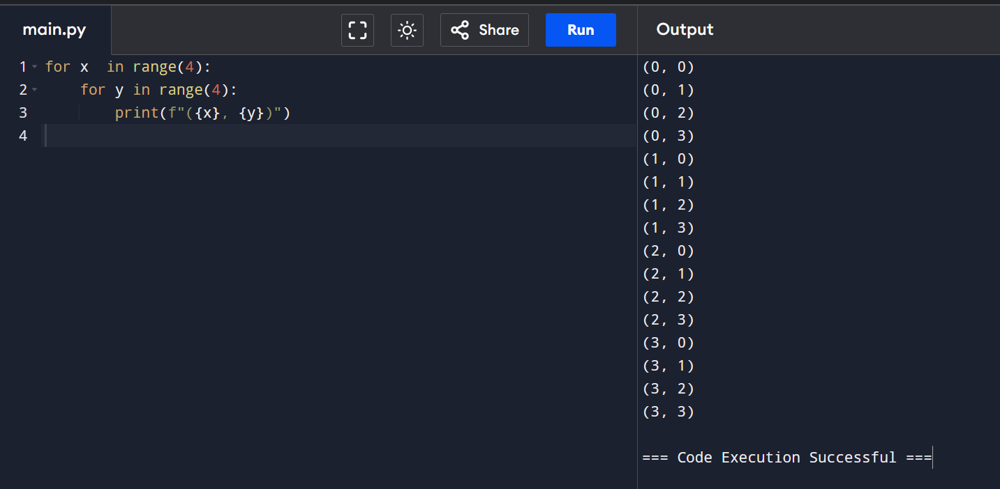 main.py
Share
Run
Output
1 for x  in range(4):
2     for y in range(4):
3         print(f"({x}, {y})")
4
(0, 0)
(0, 1)
(0, 2)
(0, 3)
(1, 0)
(1, 1)
(1, 2)
(1, 3)
(2, 0)
(2, 1)
(2, 2)
(2, 3)
(3, 0)
(3, 1)
(3, 2)
(3, 3)
=== Code Execution Successful ===